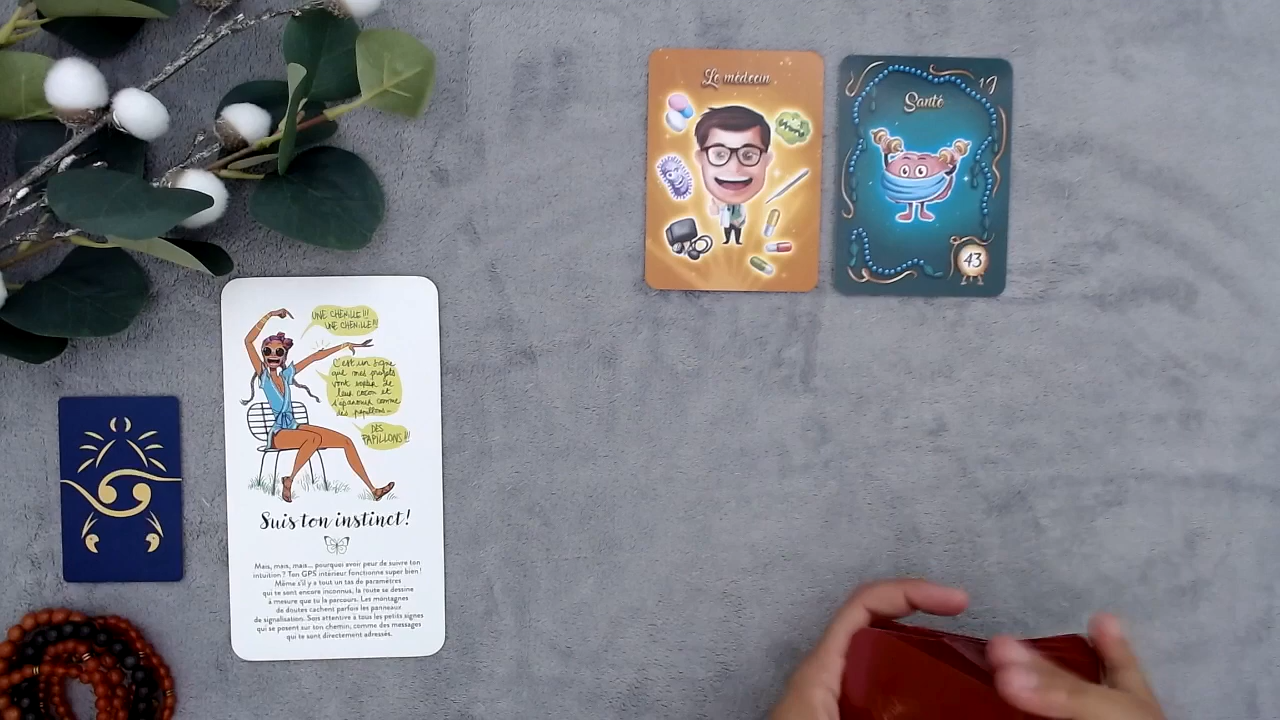 Le médecin
1J
Santé
43
UNE CHENILLE!!!
UNE CHENILLE!!!
C'est un signe
que mes projets
vont sortir de
leur cocon et
s'épanouir comme
des papillons...
DES
PAPILLONS!!!
Suis ton instinct!
Mais, mais, mais... pourquoi avoir peur de suivre ton
intuition ? Ton GPS intérieur fonctionne super bien !
Même s'il y a tout un tas de paramètres
qui te sont encore inconnus, la route se dessine
à mesure que tu la parcours. Les montagnes
de doutes cachent parfois les panneaux
de signalisation. Sois attentive à tous les petits signes
qui se posent sur ton chemin, comme des messages
qui te sont directement adressés.